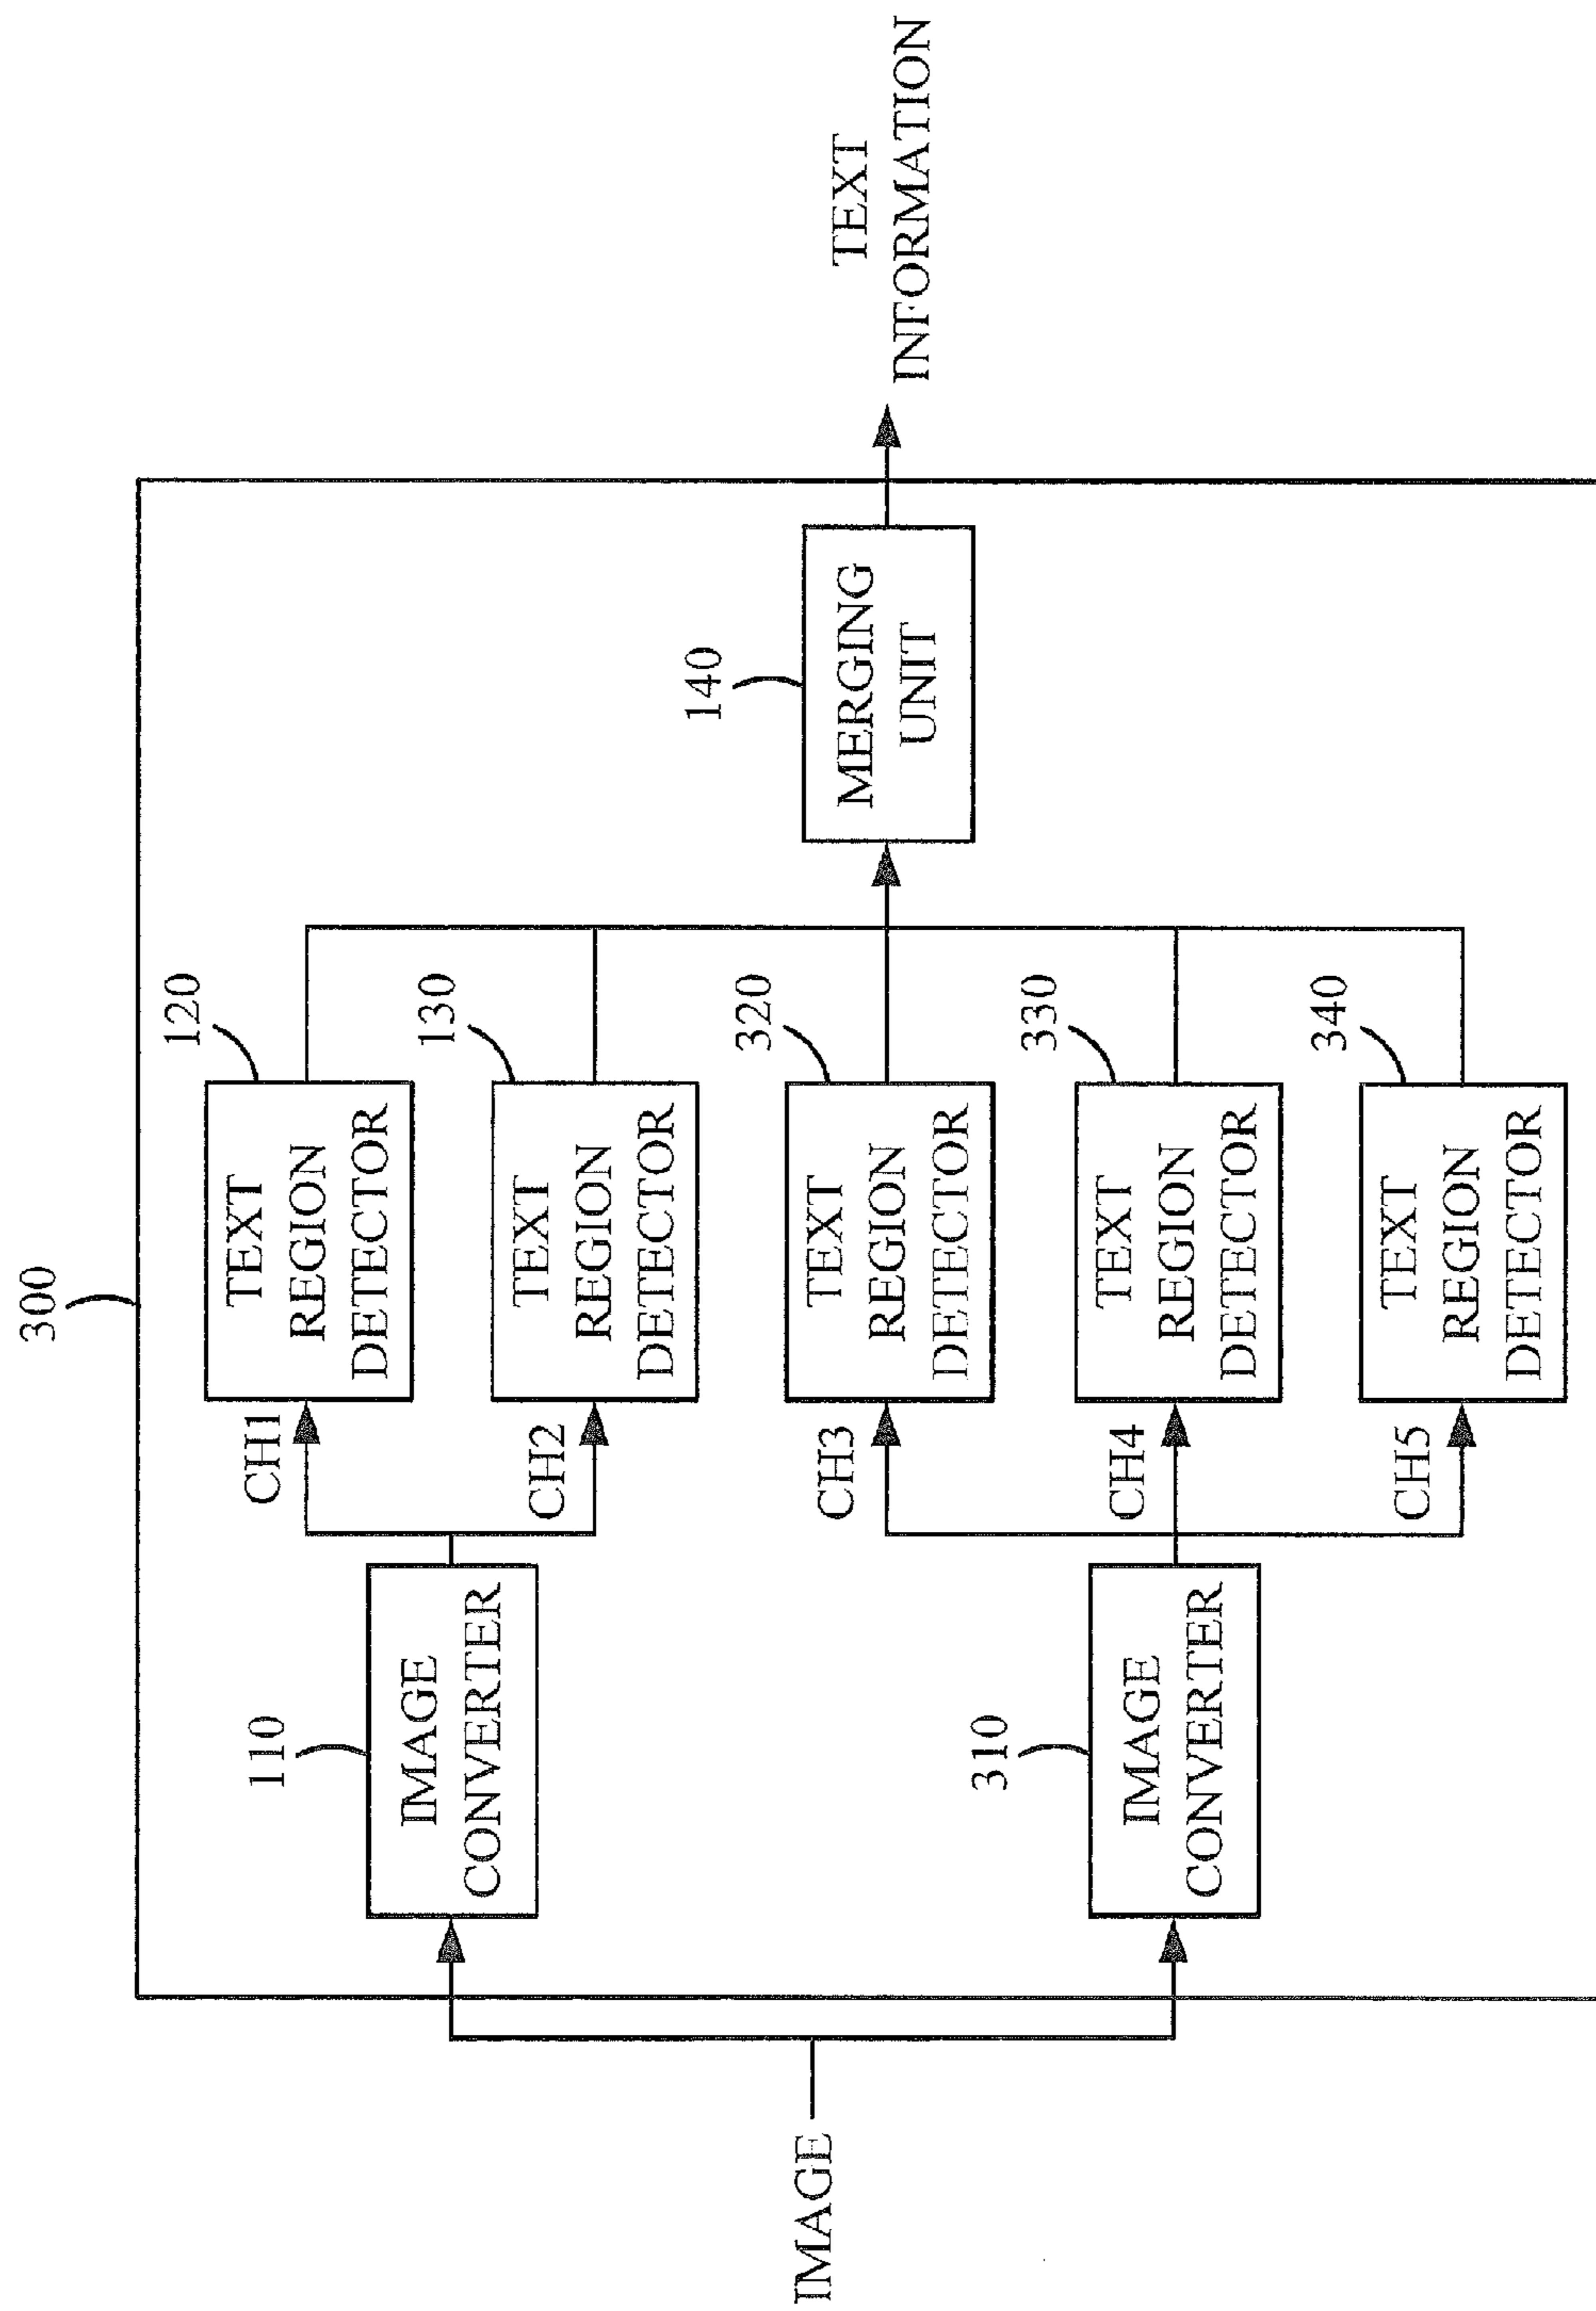 300
IMAGE
110
IMAGE
CONVERTER
CH1
120
TEXT
REGION
DETECTOR
CH2
130
TEXT
REGION
DETECTOR
310
IMAGE
CONVERTER
CH3
320
TEXT
REGION
DETECTOR
CH4
330
TEXT
REGION
DETECTOR
CH5
340
TEXT
REGION
DETECTOR
140
MERGING
UNIT
TEXT
INFORMATION